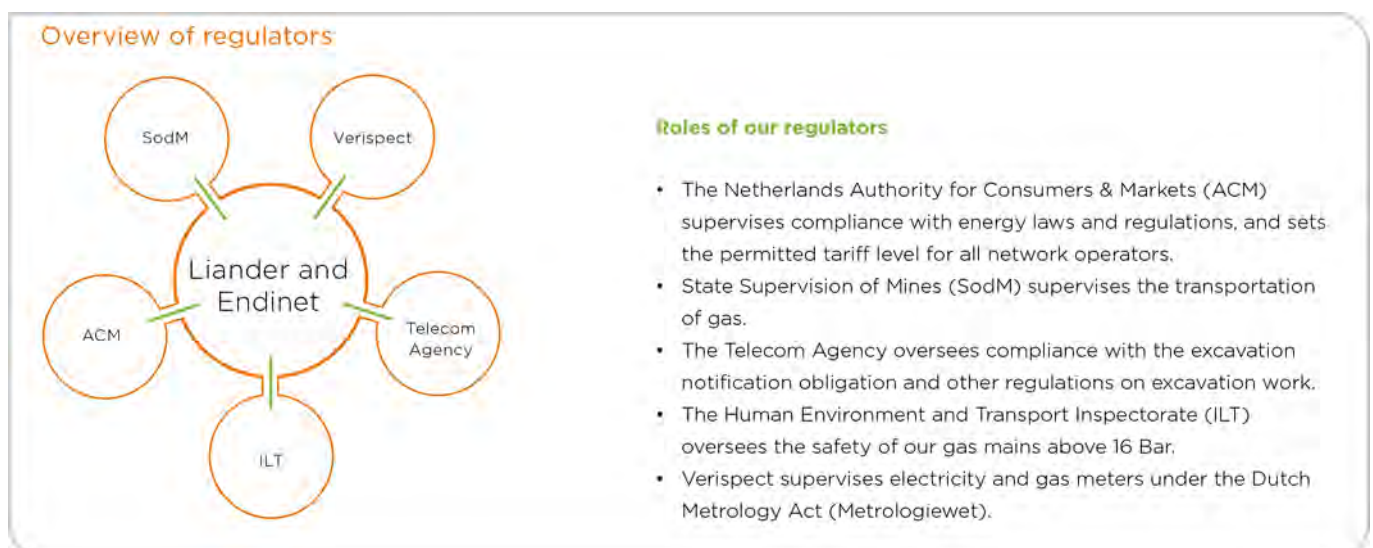 Overview of regulators
SodM
Verispect
Liander and
Endinet
ACM
Telecom
Agency
ILT
Roles of our regulators
• The Netherlands Authority for Consumers & Markets (ACM)
supervises compliance with energy laws and regulations, and sets
the permitted tariff level for all network operators.
• State Supervision of Mines (SodM) supervises the transportation
of gas.
• The Telecom Agency oversees compliance with the excavation
notification obligation and other regulations on excavation work.
• The Human Environment and Transport Inspectorate (ILT)
oversees the safety of our gas mains above 16 Bar.
• Verispect supervises electricity and gas meters under the Dutch
Metrology Act (Metrologiewet).